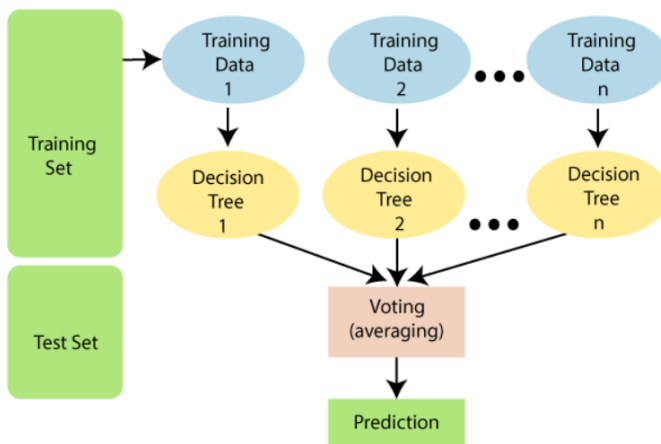 Training
Data
1
Training
Data
2
Training
Data
n
Training
Set
Decision
Tree
1
Decision
Tree
2
Decision
Tree
n
Test Set
Voting
(averaging)
Prediction